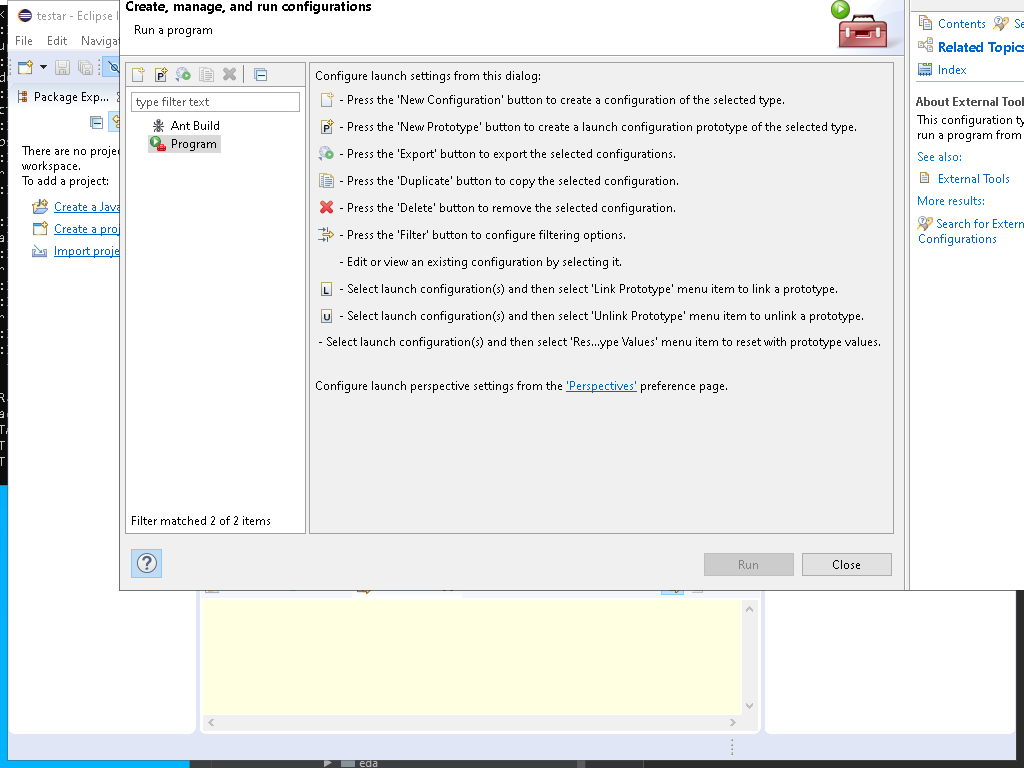 Create, manage, and run configurations
Run a program
testar - Eclipse I
File Edit Navigat
Package Exp...
There are no proje
workspace.
To add a project:
Create a Java
Create a proj
Import proje
type filter text
Ant Build
Program
Filter matched 2 of 2 items
Configure launch settings from this dialog:
- Press the 'New Configuration' button to create a configuration of the selected type.
- Press the 'New Prototype' button to create a launch configuration prototype of the selected type.
- Press the 'Export' button to export the selected configurations.
- Press the 'Duplicate' button to copy the selected configuration.
- Press the 'Delete' button to remove the selected configuration.
- Press the 'Filter' button to configure filtering options.
- Edit or view an existing configuration by selecting it.
L - Select launch configuration(s) and then select 'Link Prototype' menu item to link a prototype.
U - Select launch configuration(s) and then select 'Unlink Prototype' menu item to unlink a prototype.
- Select launch configuration(s) and then select 'Res...ype Values' menu item to reset with prototype values.
Configure launch perspective settings from the 'Perspectives' preference page.
Run
Close
Contents Se
Related Topics
Index
About External Tool
This configuration ty
run a program from
See also:
External Tools
More results:
Search for Extern
Configurations
eda